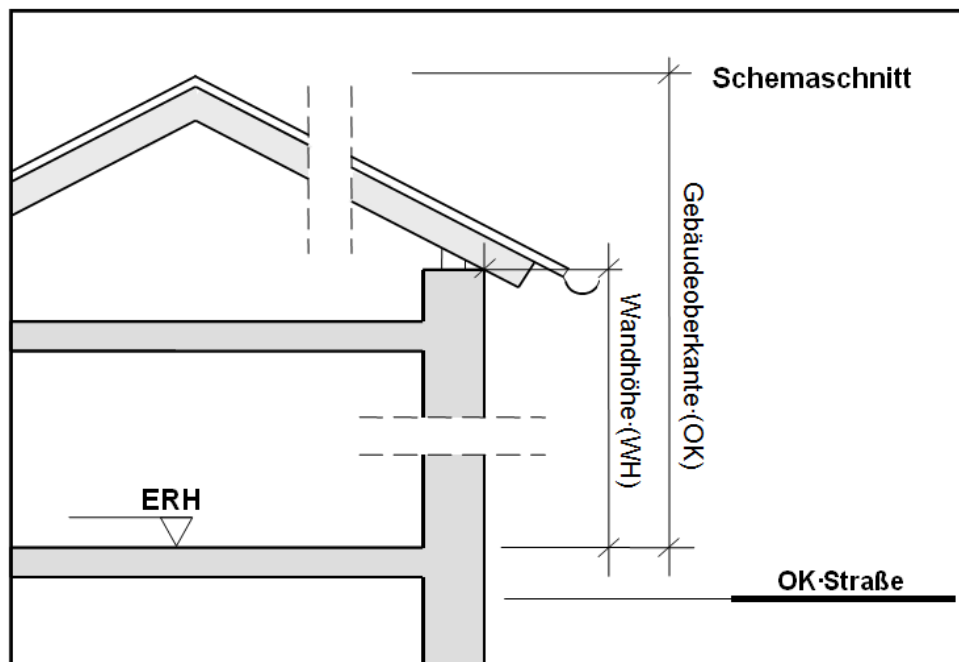 Schemaschnitt
Gebäudeoberkante·(OK)
Wandhöhe·(WH)
ERH
OK·Straße